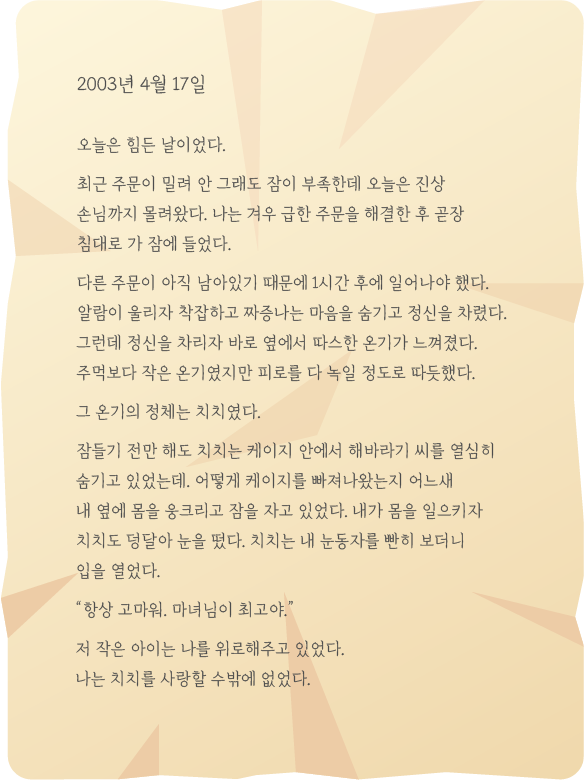 2003년 4월 17일
오늘은 힘든 날이었다.
최근 주문이 밀려 안 그래도 잠이 부족한데 오늘은 진상
손님까지 몰려왔다. 나는 겨우 급한 주문을 해결한 후 곧장
침대로 가 잠에 들었다.
다른 주문이 아직 남아있기 때문에 1시간 후에 일어나야 했다.
알람이 울리자 착잡하고 짜증나는 마음을 숨기고 정신을 차렸다.
그런데 정신을 차리자 바로 옆에서 따스한 온기가 느껴졌다.
주먹보다 작은 온기였지만 피로를 다 녹일 정도로 따듯했다.
그 온기의 정체는 치치였다.
잠들기 전만 해도 치치는 케이지 안에서 해바라기 씨를 열심히
숨기고 있었는데. 어떻게 케이지를 빠져나왔는지 어느새
내 옆에 몸을 웅크리고 잠을 자고 있었다. 내가 몸을 일으키자
치치도 덩달아 눈을 떴다. 치치는 내 눈동자를 빤히 보더니
입을 열었다.
“항상 고마워. 마녀님이 최고야.”
저 작은 아이는 나를 위로해주고 있었다.
나는 치치를 사랑할 수밖에 없었다.